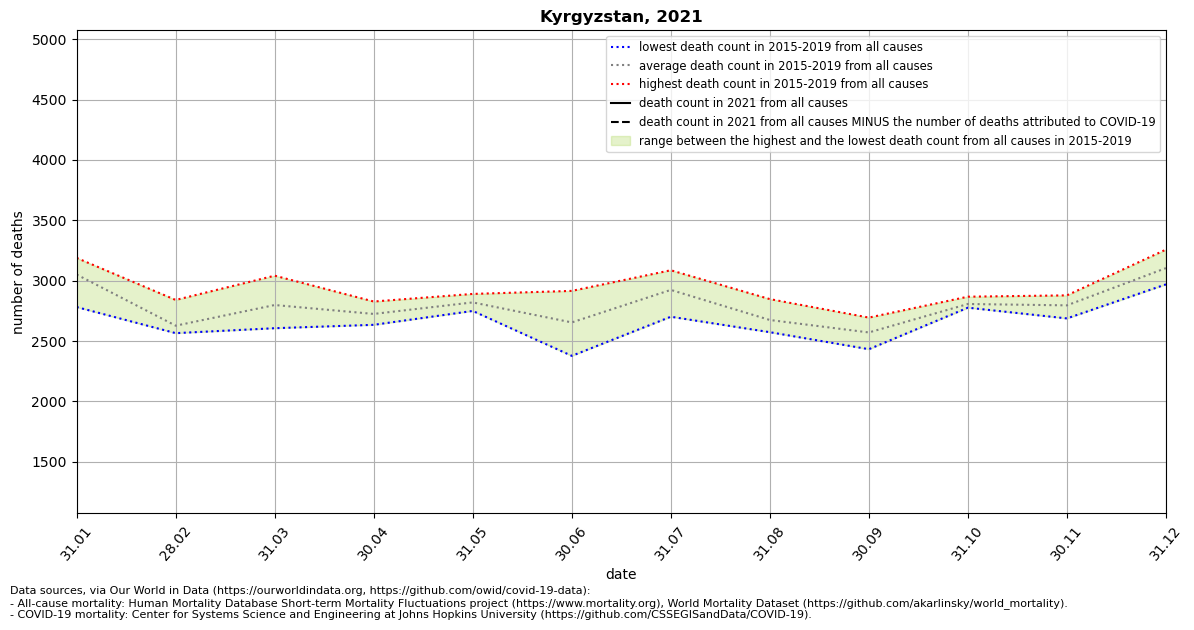 Kyrgyzstan, 2021
5000
4500
4000
3500
3000
2500
2000
1500
number of deaths
lowest death count in 2015-2019 from all causes
average death count in 2015-2019 from all causes
highest death count in 2015-2019 from all causes
death count in 2021 from all causes
death count in 2021 from all causes MINUS the number of deaths attributed to COVID-19
range between the highest and the lowest death count from all causes in 2015-2019
31.01
28.02
31.03
30.04
31.05
30.06
31.07
31.08
30.09
31.10
30.11
31.12
date
Data sources, via Our World in Data (https://ourworldindata.org, https://github.com/owid/covid-19-data):
- All-cause mortality: Human Mortality Database Short-term Mortality Fluctuations project (https://www.mortality.org), World Mortality Dataset (https://github.com/akarlinsky/world_mortality).
- COVID-19 mortality: Center for Systems Science and Engineering at Johns Hopkins University (https://github.com/CSSEGISandData/COVID-19).